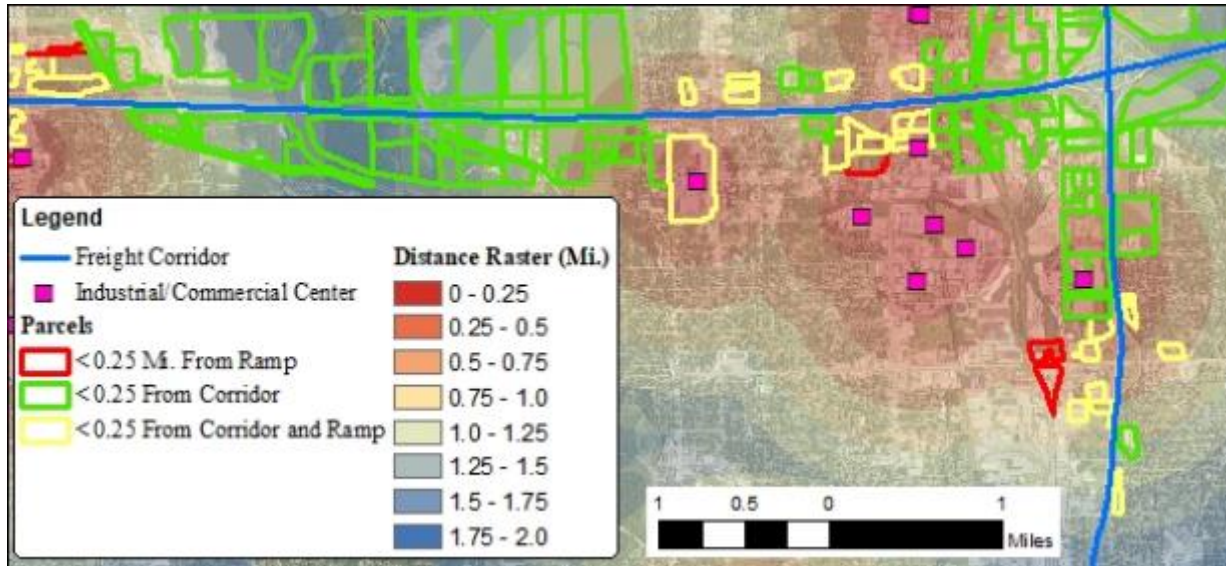 Legend
Freight Corridor
Industrial/Commercial Center
Parcels
<0.25 Mi. From Ramp
<0.25 From Corridor
<0.25 From Corridor and Ramp
Distance Raster (Mi.)
0 - 0.25
0.25 - 0.5
0.5 - 0.75
0.75 - 1.0
1.0 - 1.25
1.25 - 1.5
1.5 - 1.75
1.75 - 2.0
1 0.5 0 1
Miles